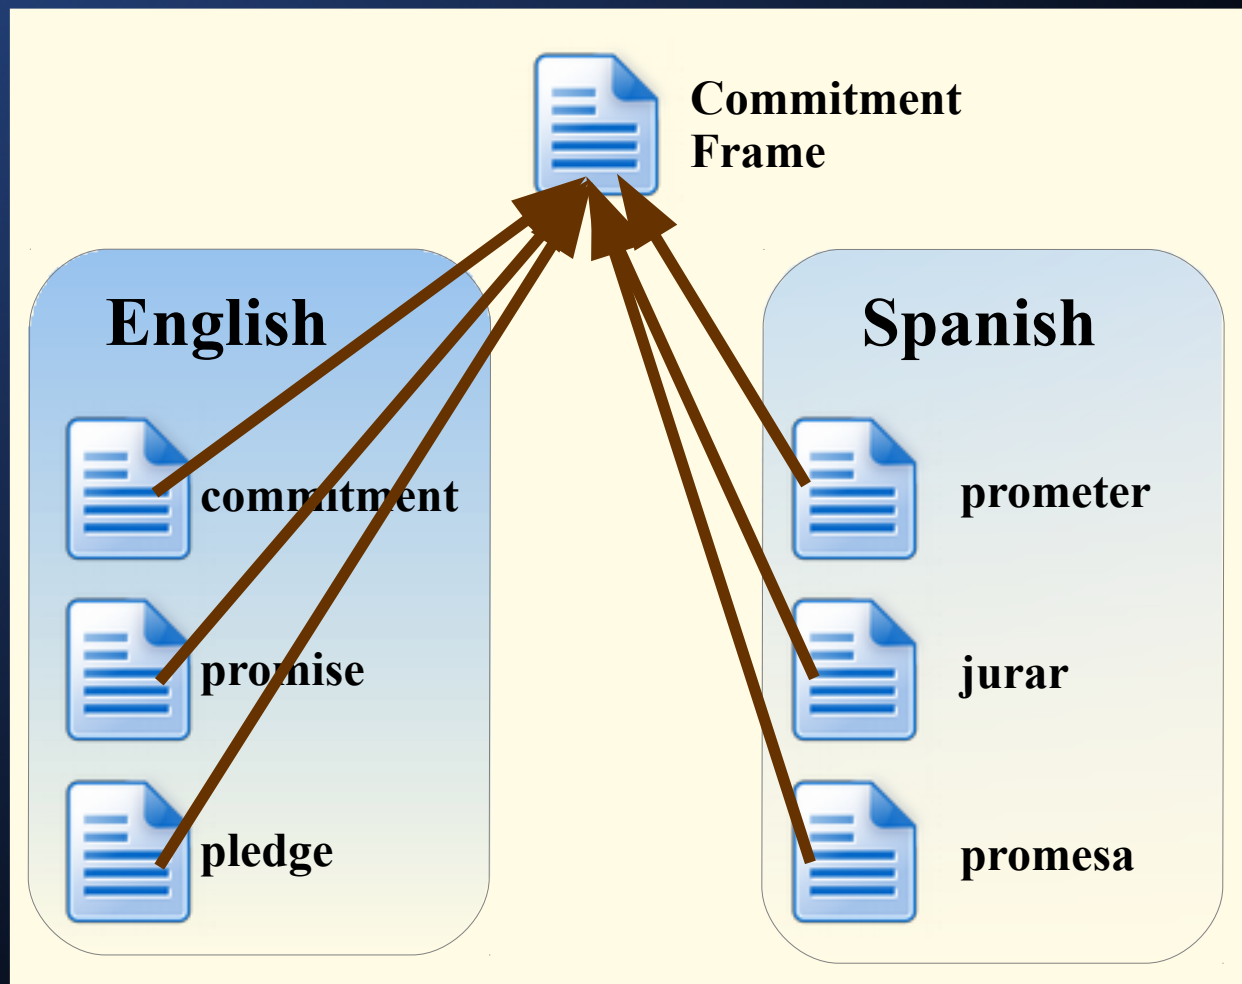 Commitment
Frame
English
commitment
promise
pledge
Spanish
prometer
jurar
promesa